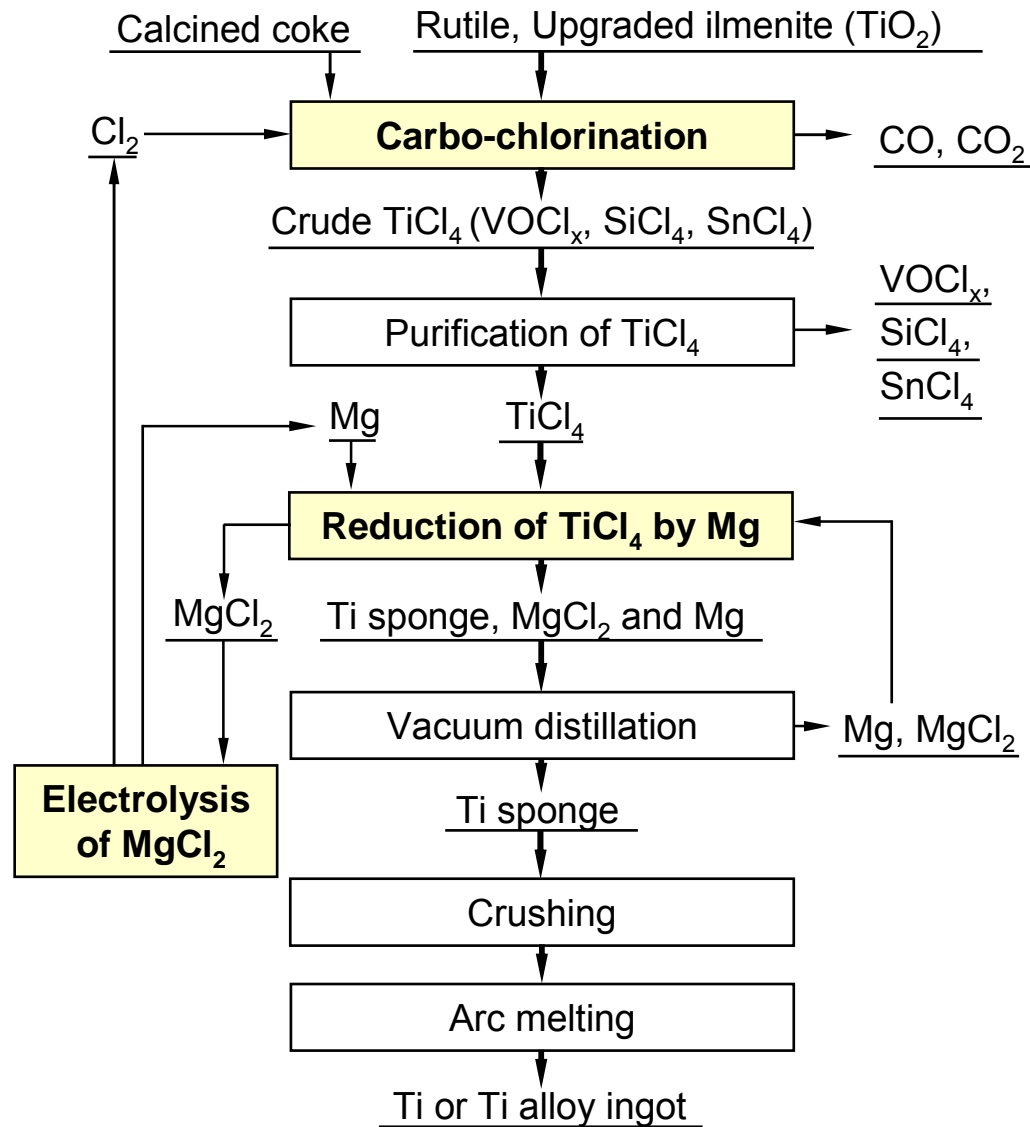 Calcined coke
Rutile, Upgraded ilmenite (TiO₂)
Cl₂
Carbo-chlorination
CO, CO₂
Crude TiCl₄ (VOClₓ, SiCl₄, SnCl₄)
VOClₓ,
SiCl₄,
SnCl₄
Purification of TiCl₄
Mg
TiCl₄
Reduction of TiCl₄ by Mg
MgCl₂
Ti sponge, MgCl₂ and Mg
Vacuum distillation
Mg, MgCl₂
Electrolysis
of MgCl₂
Ti sponge
Crushing
Arc melting
Ti or Ti alloy ingot